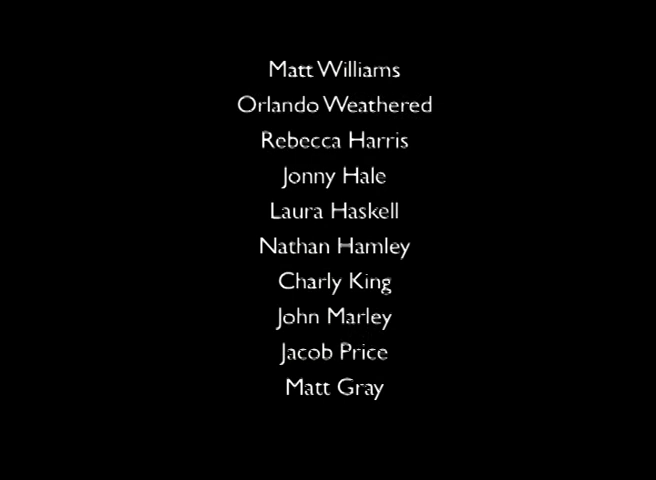 Matt Williams
Orlando Weathered
Rebecca Harris
Jonny Hale
Laura Haskell
Nathan Hamley
Charly King
John Marley
Jacob Price
Matt Gray